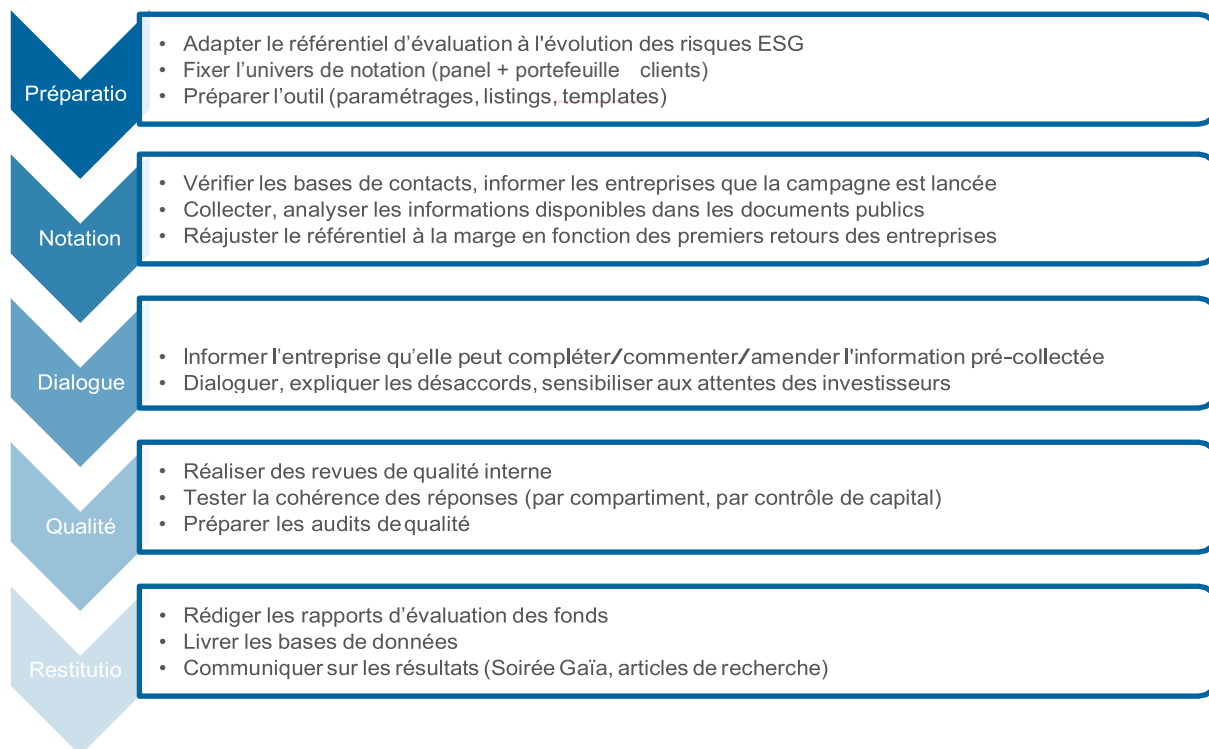 Préparatio
• Adapter le référentiel d’évaluation à l'évolution des risques ESG
• Fixer l’univers de notation (panel + portefeuille clients)
• Préparer l’outil (paramétrages, listings, templates)
Notation
• Vérifier les bases de contacts, informer les entreprises que la campagne est lancée
• Collecter, analyser les informations disponibles dans les documents publics
• Réajuster le référentiel à la marge en fonction des premiers retours des entreprises
Dialogue
• Informer l’entreprise qu’elle peut compléter/commenter/amender l'information pré-collectée
• Dialoguer, expliquer les désaccords, sensibiliser aux attentes des investisseurs
Qualité
• Réaliser des revues de qualité interne
• Tester la cohérence des réponses (par compartiment, par contrôle de capital)
• Préparer les audits de qualité
Restitutio
• Rédiger les rapports d’évaluation des fonds
• Livrer les bases de données
• Communiquer sur les résultats (Soirée Gaïa, articles de recherche)